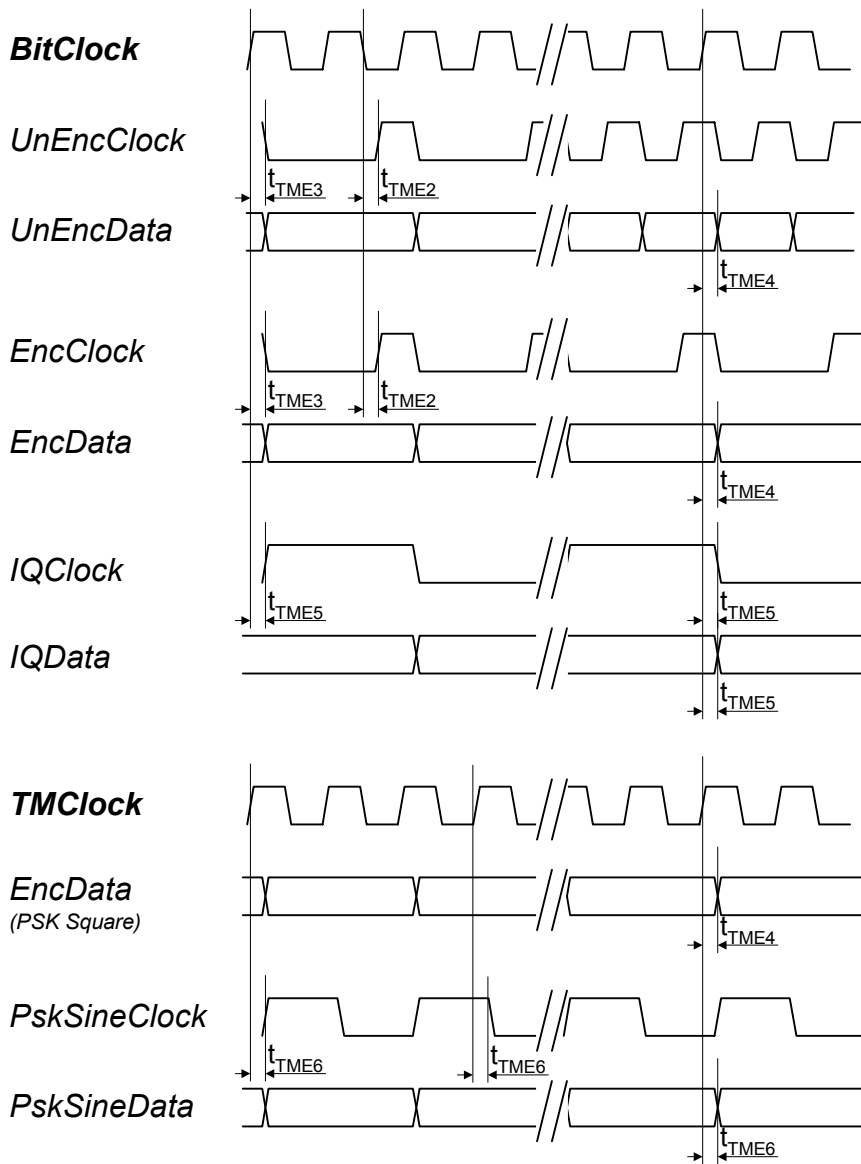 BitClock
UnEncClock
tTME3 tTME2
UnEncData
tTME4
EncClock
tTME3 tTME2
EncData
tTME4
IQClock
tTME5 tTME5
IQData
tTME5
TMClock
EncData
(PSK Square)
tTME4
PskSineClock
tTME6 tTME6
PskSineData
tTME6